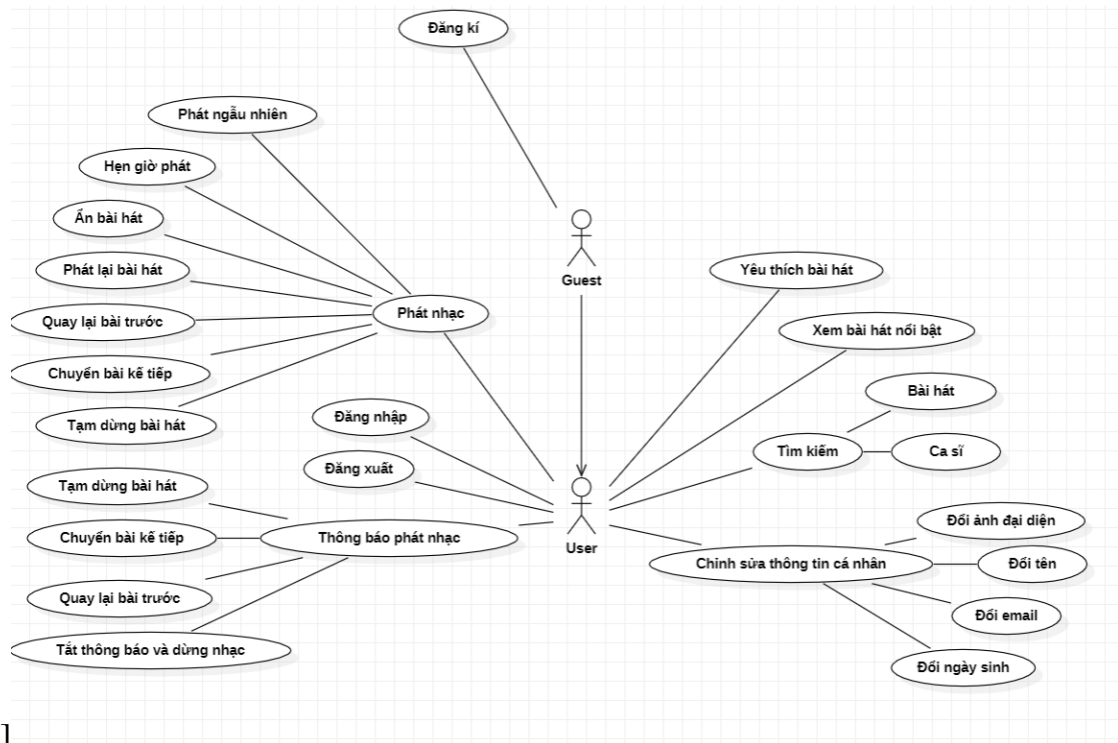 Đăng kí
Phát ngẫu nhiên
Hẹn giờ phát
Ẩn bài hát
Phát lại bài hát
Quay lại bài trước
Chuyển bài kế tiếp
Tạm dừng bài hát
Phát nhạc
Guest
Yêu thích bài hát
Xem bài hát nổi bật
Bài hát
Tìm kiếm
Ca sĩ
Đăng nhập
Đăng xuất
Tạm dừng bài hát
Chuyển bài kế tiếp
Quay lại bài trước
Tắt thông báo và dừng nhạc
Thông báo phát nhạc
User
Chỉnh sửa thông tin cá nhân
Đổi ảnh đại diện
Đổi tên
Đổi email
Đổi ngày sinh
]